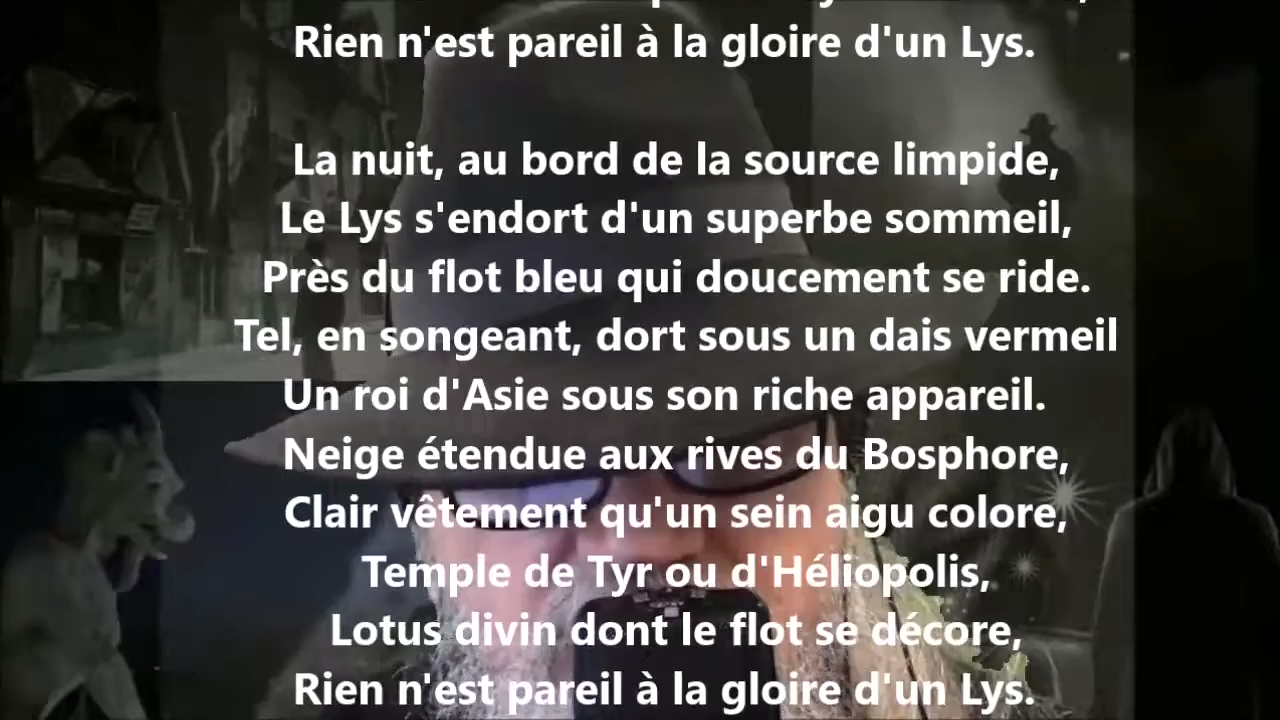 Rien n'est pareil à la gloire d'un Lys.
La nuit, au bord de la source limpide,
Le Lys s'endort d'un superbe sommeil,
Près du flot bleu qui doucement se ride.
Tel, en songeant, dort sous un dais vermeil
Un roi d'Asie sous son riche appareil.
Neige étendue aux rives du Bosphore,
Clair vêtement qu'un sein aigu colore,
Temple de Tyr ou d'Héliopolis,
Lotus divin dont le flot se décore,
Rien n'est pareil à la gloire d'un Lys.